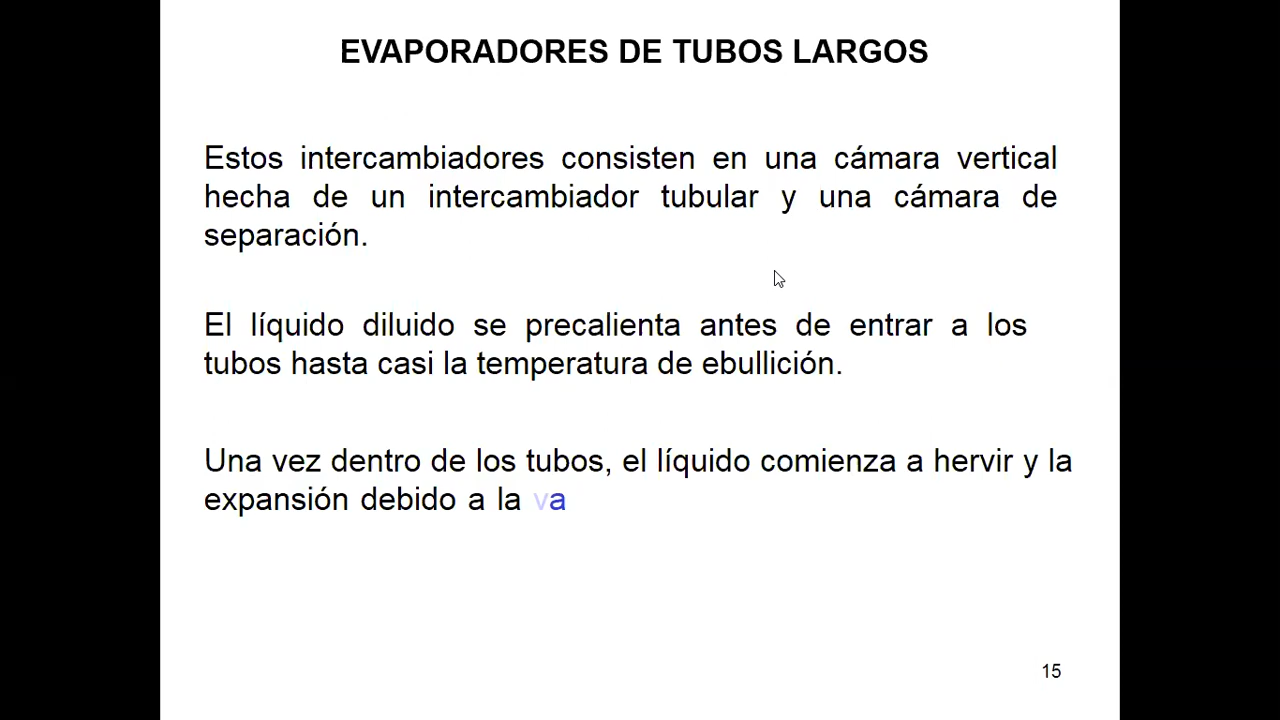 EVAPORADORES DE TUBOS LARGOS
Estos intercambiadores consisten en una cámara vertical
hecha de un intercambiador tubular y una cámara de
separación.
El líquido diluido se precalienta antes de entrar a los
tubos hasta casi la temperatura de ebullición.
Una vez dentro de los tubos, el líquido comienza a hervir y la
expansión debido a la va
15